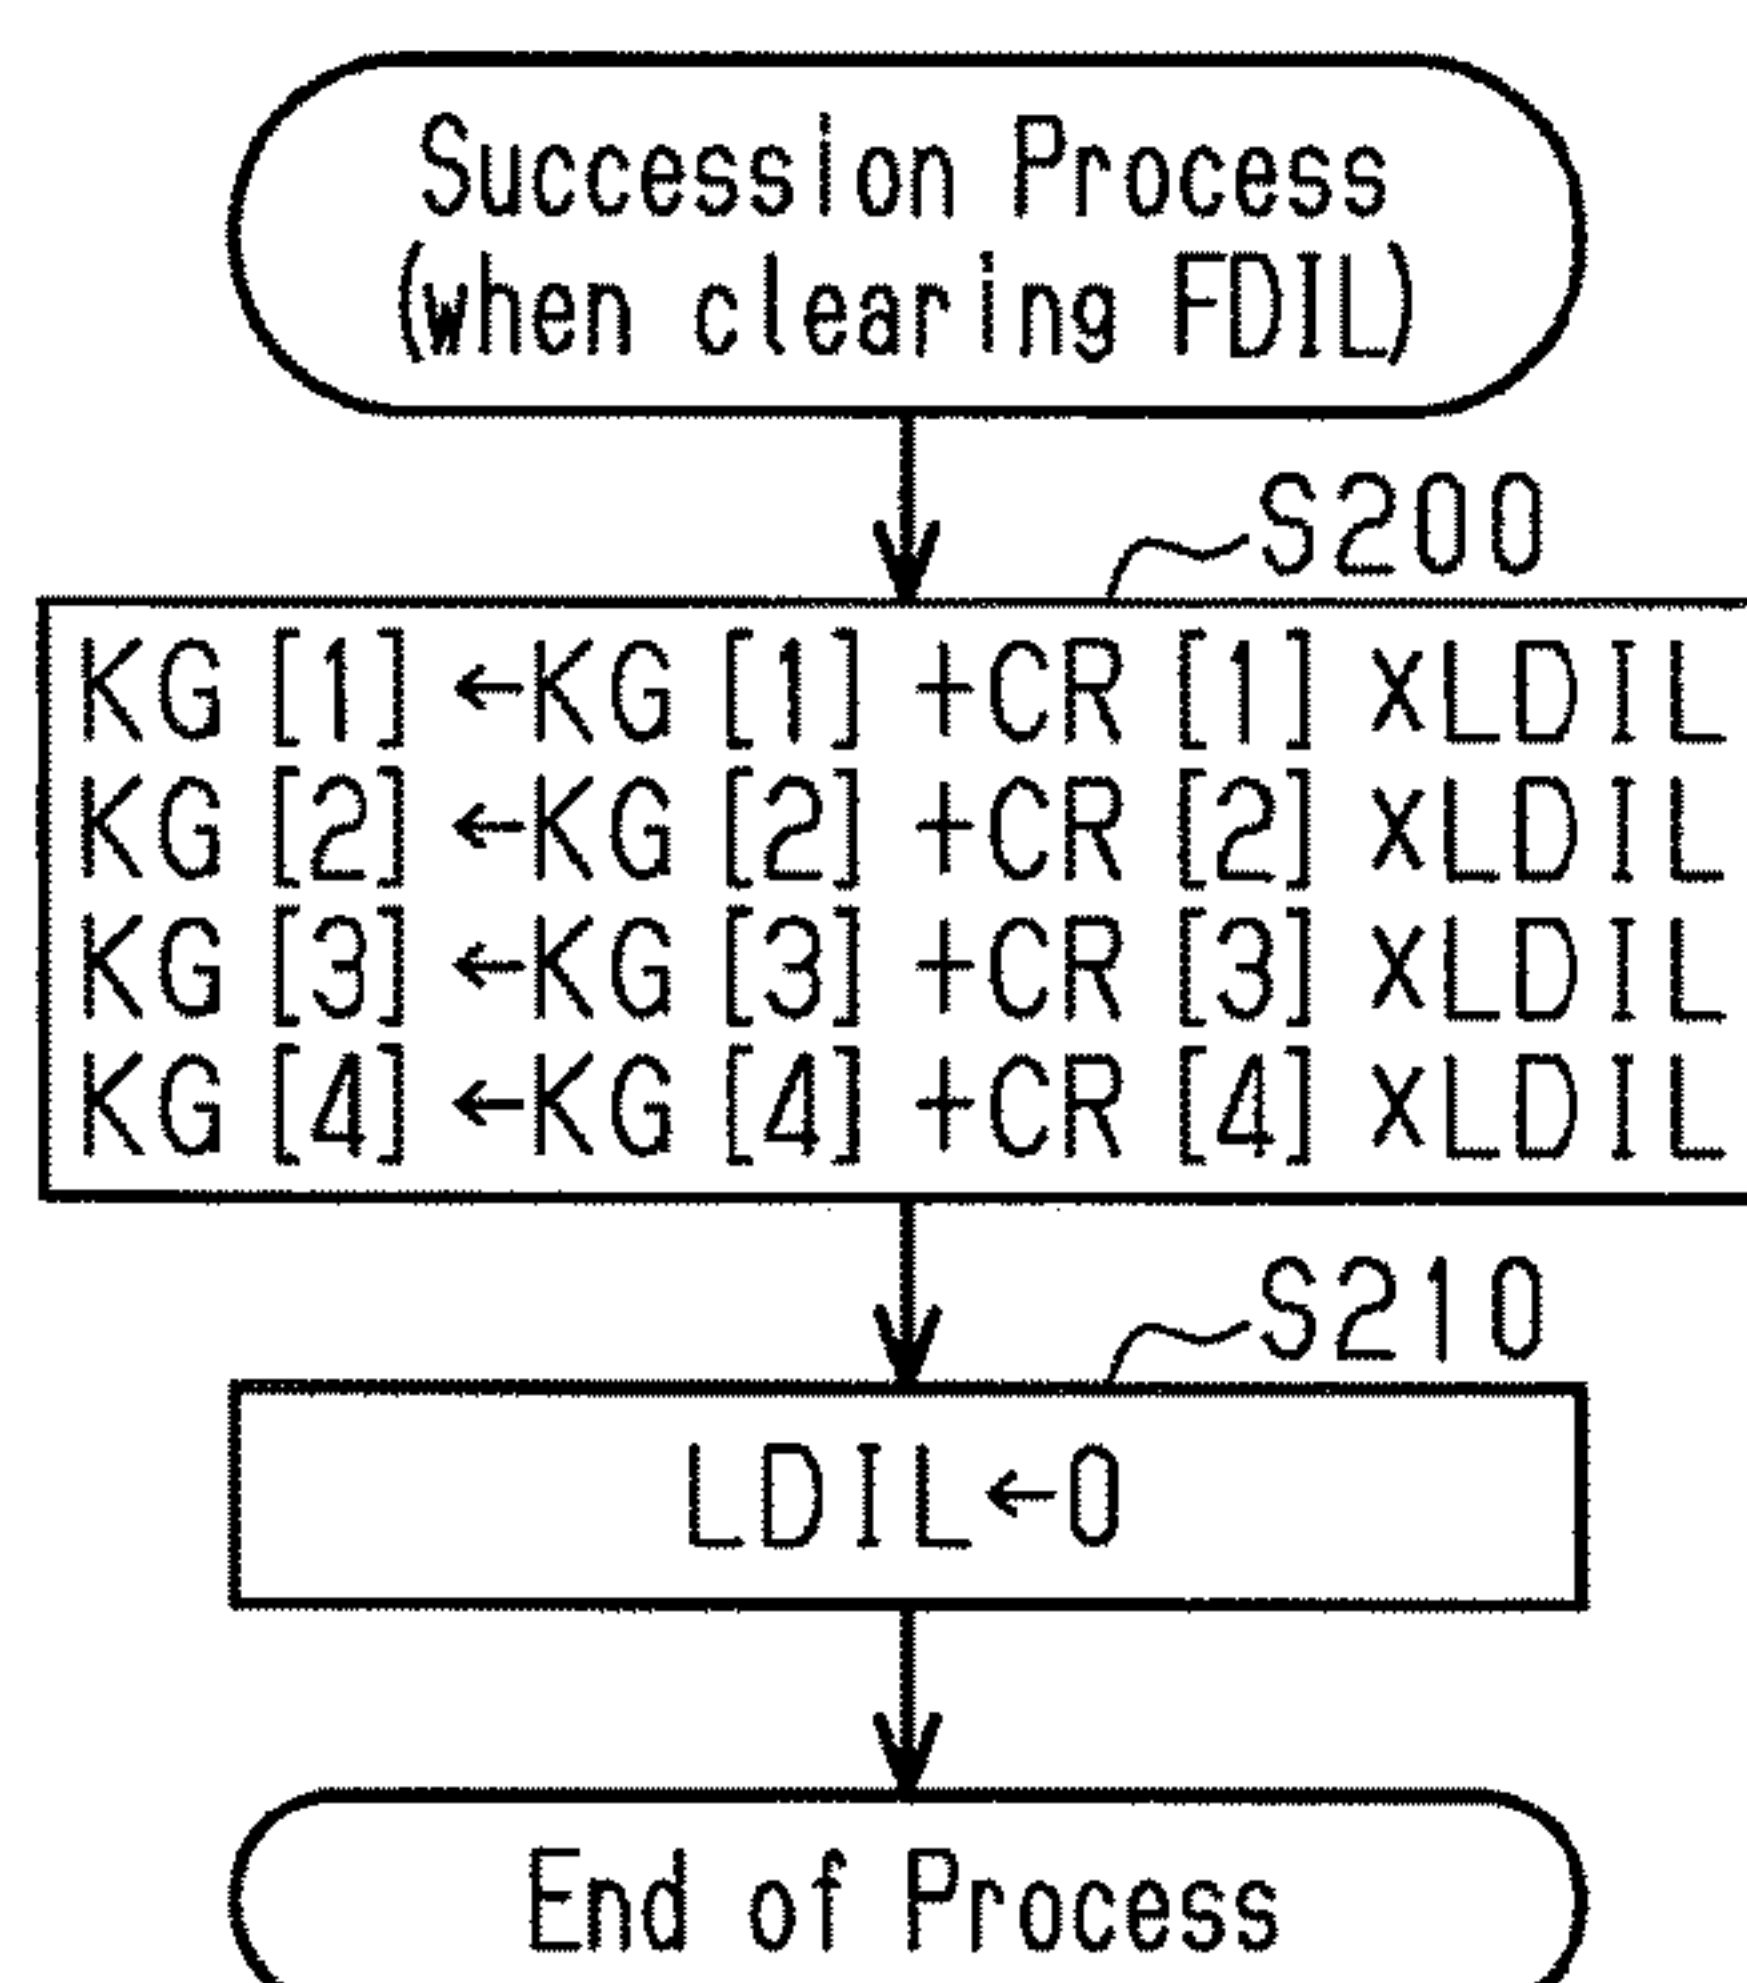 Succession Process
(when clearing FDIL)
S200
KG [1] ←KG [1] +CR [1] XLDIL
KG [2] ←KG [2] +CR [2] XLDIL
KG [3] ←KG [3] +CR [3] XLDIL
KG [4] ←KG [4] +CR [4] XLDIL
S210
LDIL←0
End of Process